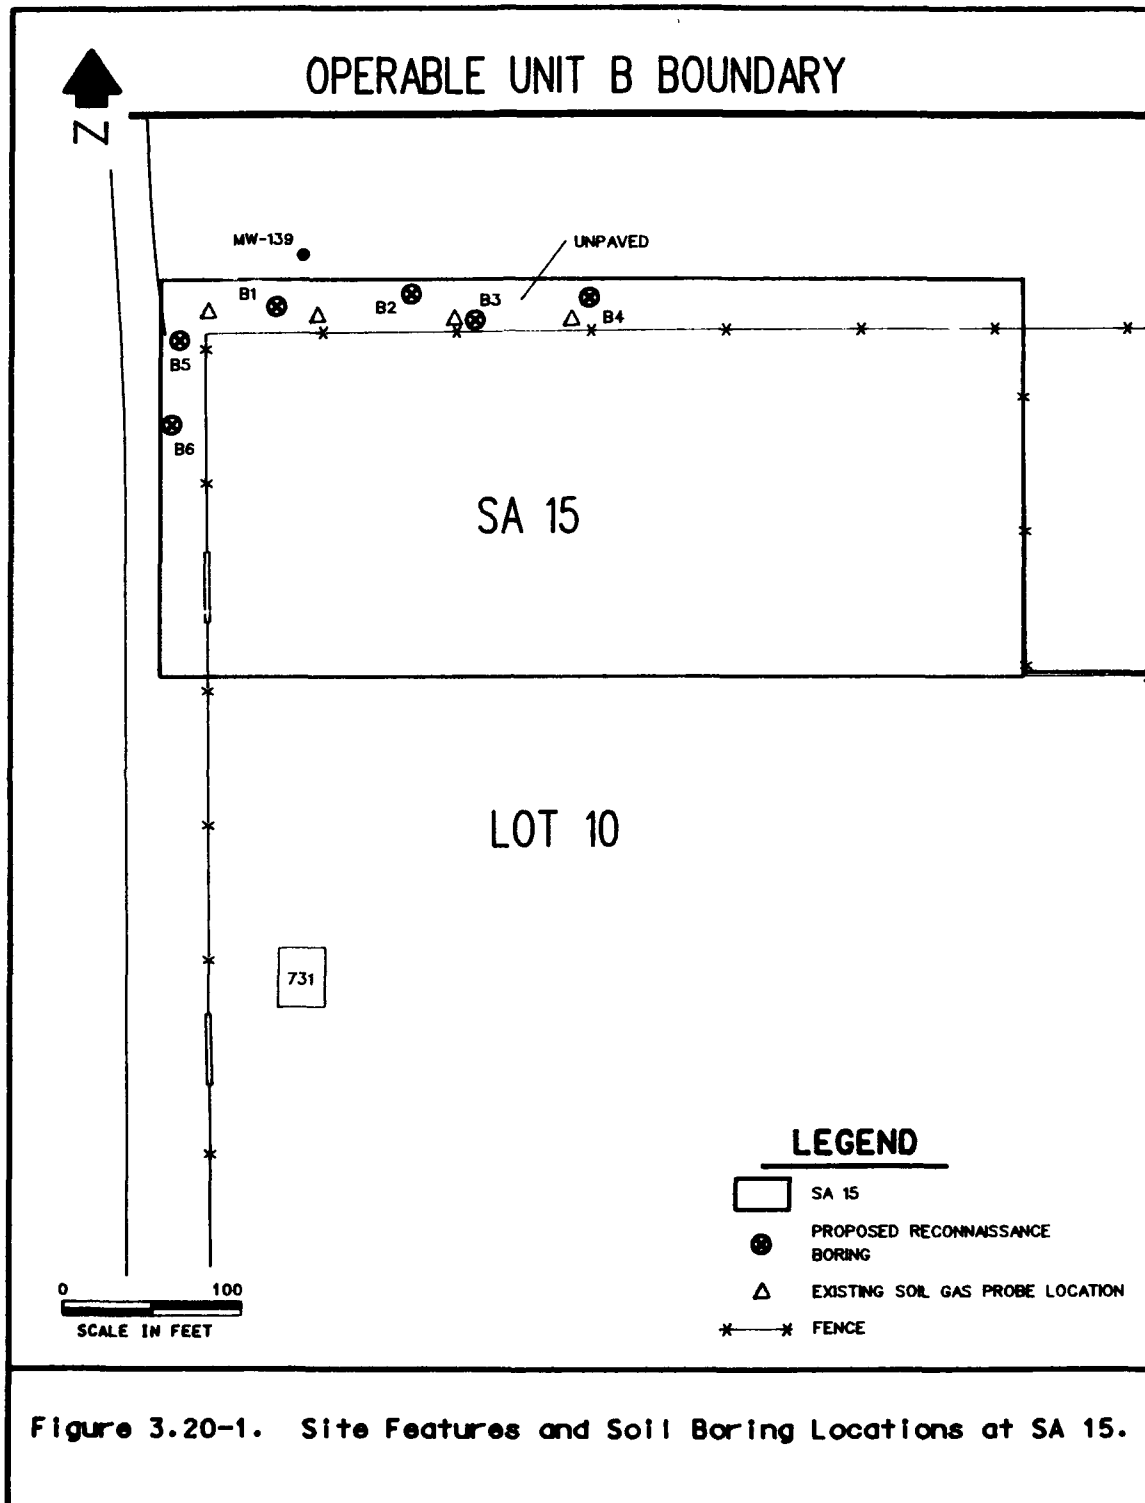 OPERABLE UNIT B BOUNDARY
N
MW-139
UNPAVED
B1
B2
B3
B4
B5
B6
SA 15
LOT 10
731
LEGEND
SA 15
PROPOSED RECONNAISSANCE
BORING
EXISTING SOIL GAS PROBE LOCATION
FENCE
0 100
SCALE IN FEET
Figure 3.20-1. Site Features and Soil Boring Locations at SA 15.